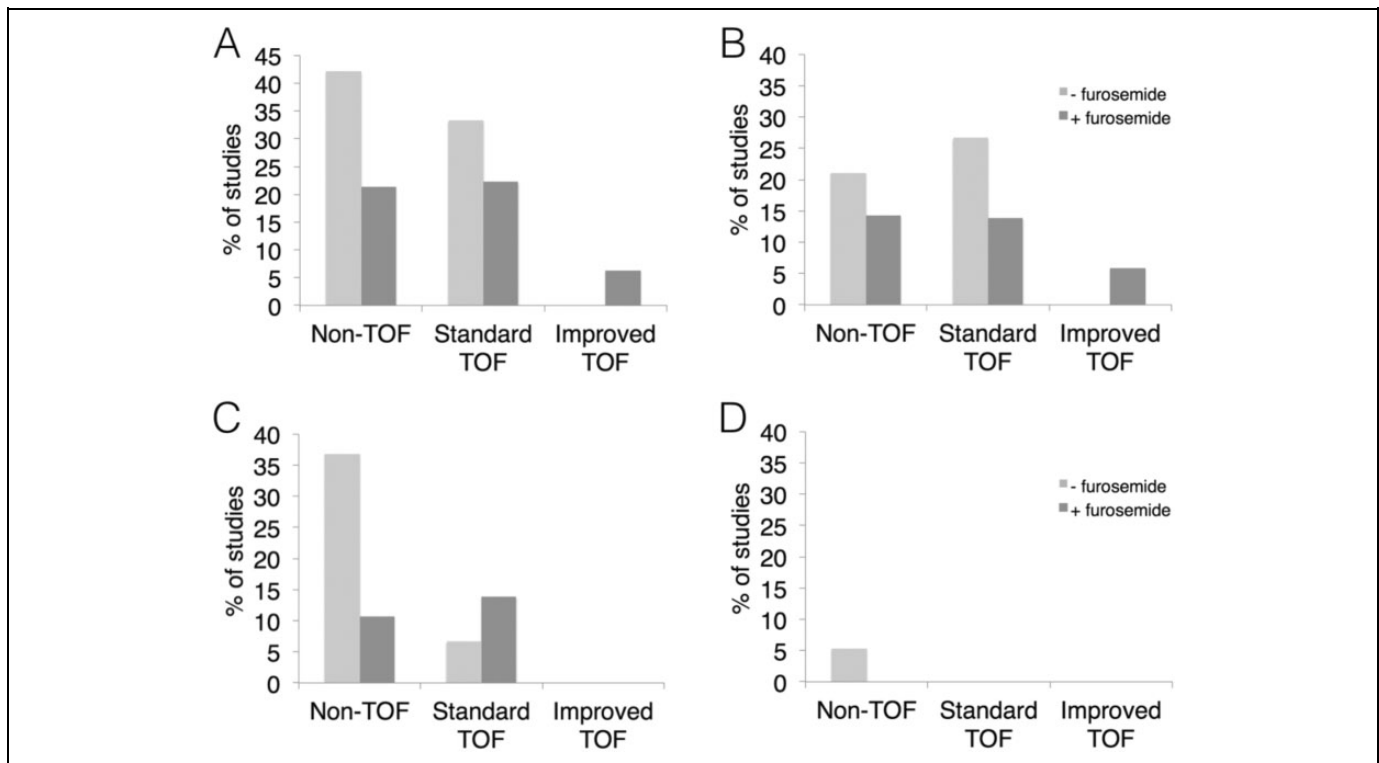 A
% of studies
45
40
35
30
25
20
15
10
5
0
Non-TOF
Standard
TOF
Improved
TOF
B
% of studies
40
35
30
25
20
15
10
5
0
- furosemide
+ furosemide
Non-TOF
Standard
TOF
Improved
TOF
C
% of studies
40
35
30
25
20
15
10
5
0
Non-TOF
Standard
TOF
Improved
TOF
D
% of studies
40
35
30
25
20
15
10
5
0
- furosemide
+ furosemide
Non-TOF
Standard
TOF
Improved
TOF